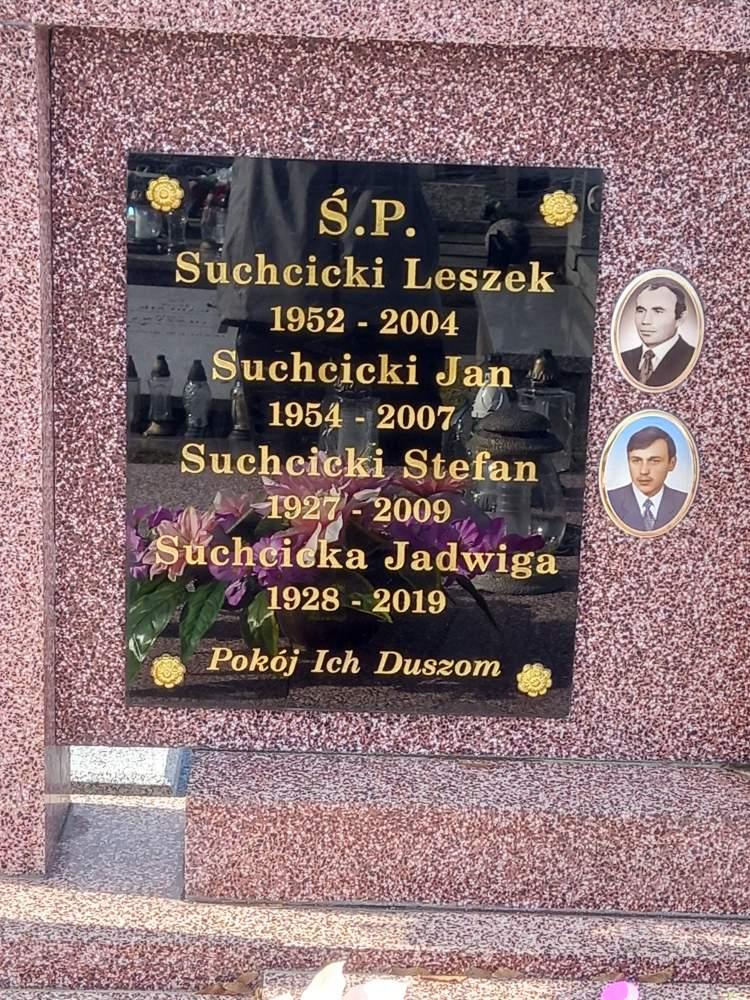 Ś.P.
Suchcicki Leszek
1952 - 2004
Suchcicki Jan
1954 - 2007
Suchcicki Stefan
1927 - 2009
Suchcicka Jadwiga
1928 - 2019
Pokój Ich Duszom